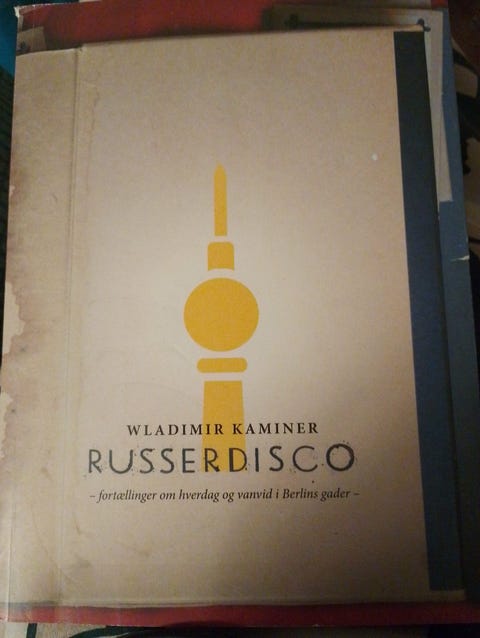 WLADIMIR KAMINER
RUSSERDISCO
– fortællinger om hverdag og vanvid i Berlins gader –